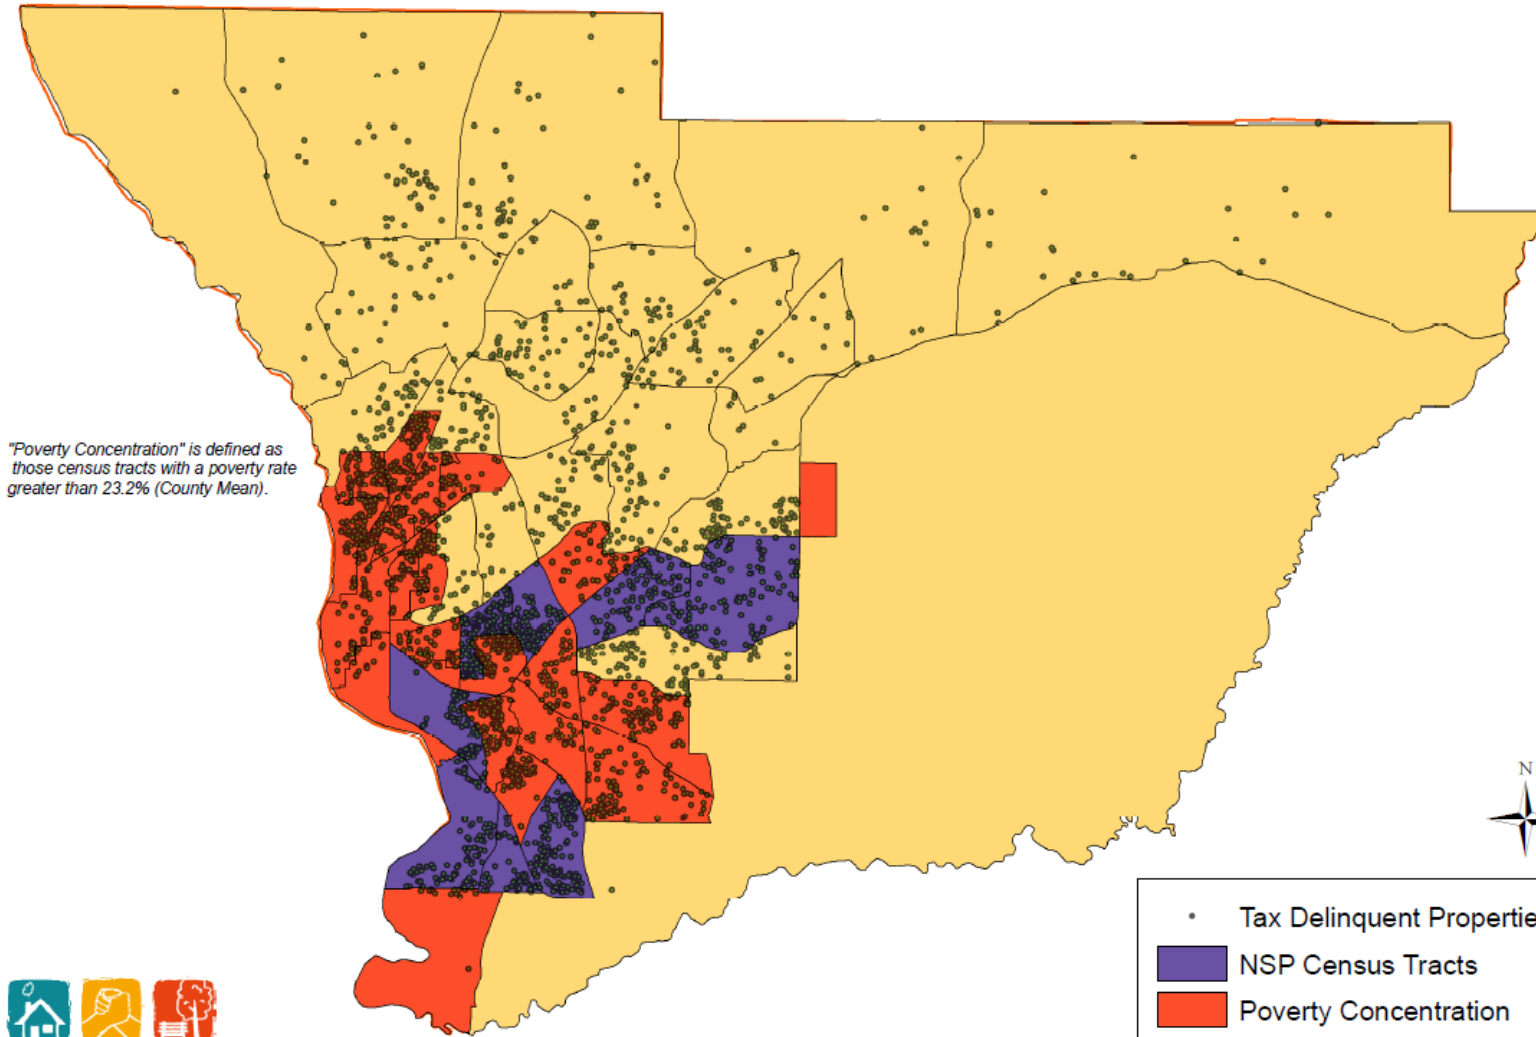 "Poverty Concentration" is defined as
those census tracts with a poverty rate
greater than 23.2% (County Mean).
N
Tax Delinquent Propertie
NSP Census Tracts
Poverty Concentration